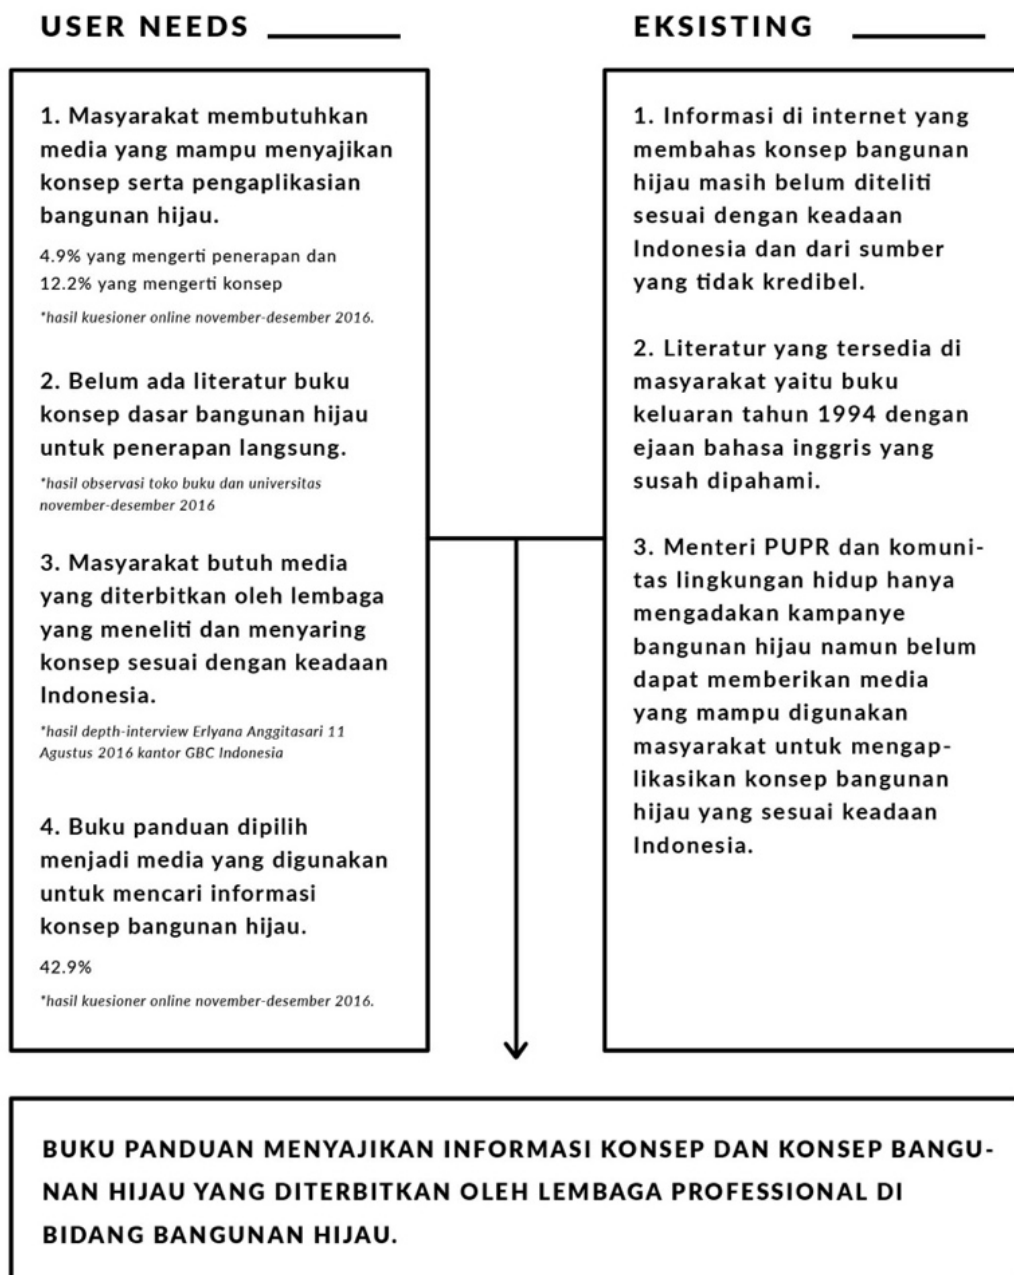 USER NEEDS
1. Masyarakat membutuhkan
media yang mampu menyajikan
konsep serta pengaplikasian
bangunan hijau.
4.9% yang mengerti penerapan dan
12.2% yang mengerti konsep
*hasil kuesioner online november-desember 2016.
2. Belum ada literatur buku
konsep dasar bangunan hijau
untuk penerapan langsung.
*hasil observasi toko buku dan universitas
november-desember 2016
3. Masyarakat butuh media
yang diterbitkan oleh lembaga
yang meneliti dan menyaring
konsep sesuai dengan keadaan
Indonesia.
*hasil depth-interview Erlyana Anggitasari 11
Agustus 2016 kantor GBC Indonesia
4. Buku panduan dipilih
menjadi media yang digunakan
untuk mencari informasi
konsep bangunan hijau.
42.9%
*hasil kuesioner online november-desember 2016.
EKSISTING
1. Informasi di internet yang
membahas konsep bangunan
hijau masih belum diteliti
sesuai dengan keadaan
Indonesia dan dari sumber
yang tidak kredibel.
2. Literatur yang tersedia di
masyarakat yaitu buku
keluaran tahun 1994 dengan
ejaan bahasa inggris yang
susah dipahami.
3. Menteri PUPR dan komuni-
tas lingkungan hidup hanya
mengadakan kampanye
bangunan hijau namun belum
dapat memberikan media
yang mampu digunakan
masyarakat untuk mengap-
likasikan konsep bangunan
hijau yang sesuai keadaan
Indonesia.
BUKU PANDUAN MENYAJIKAN INFORMASI KONSEP DAN KONSEP BANGU-
NAN HIJAU YANG DITERBITKAN OLEH LEMBAGA PROFESSIONAL DI
BIDANG BANGUNAN HIJAU.